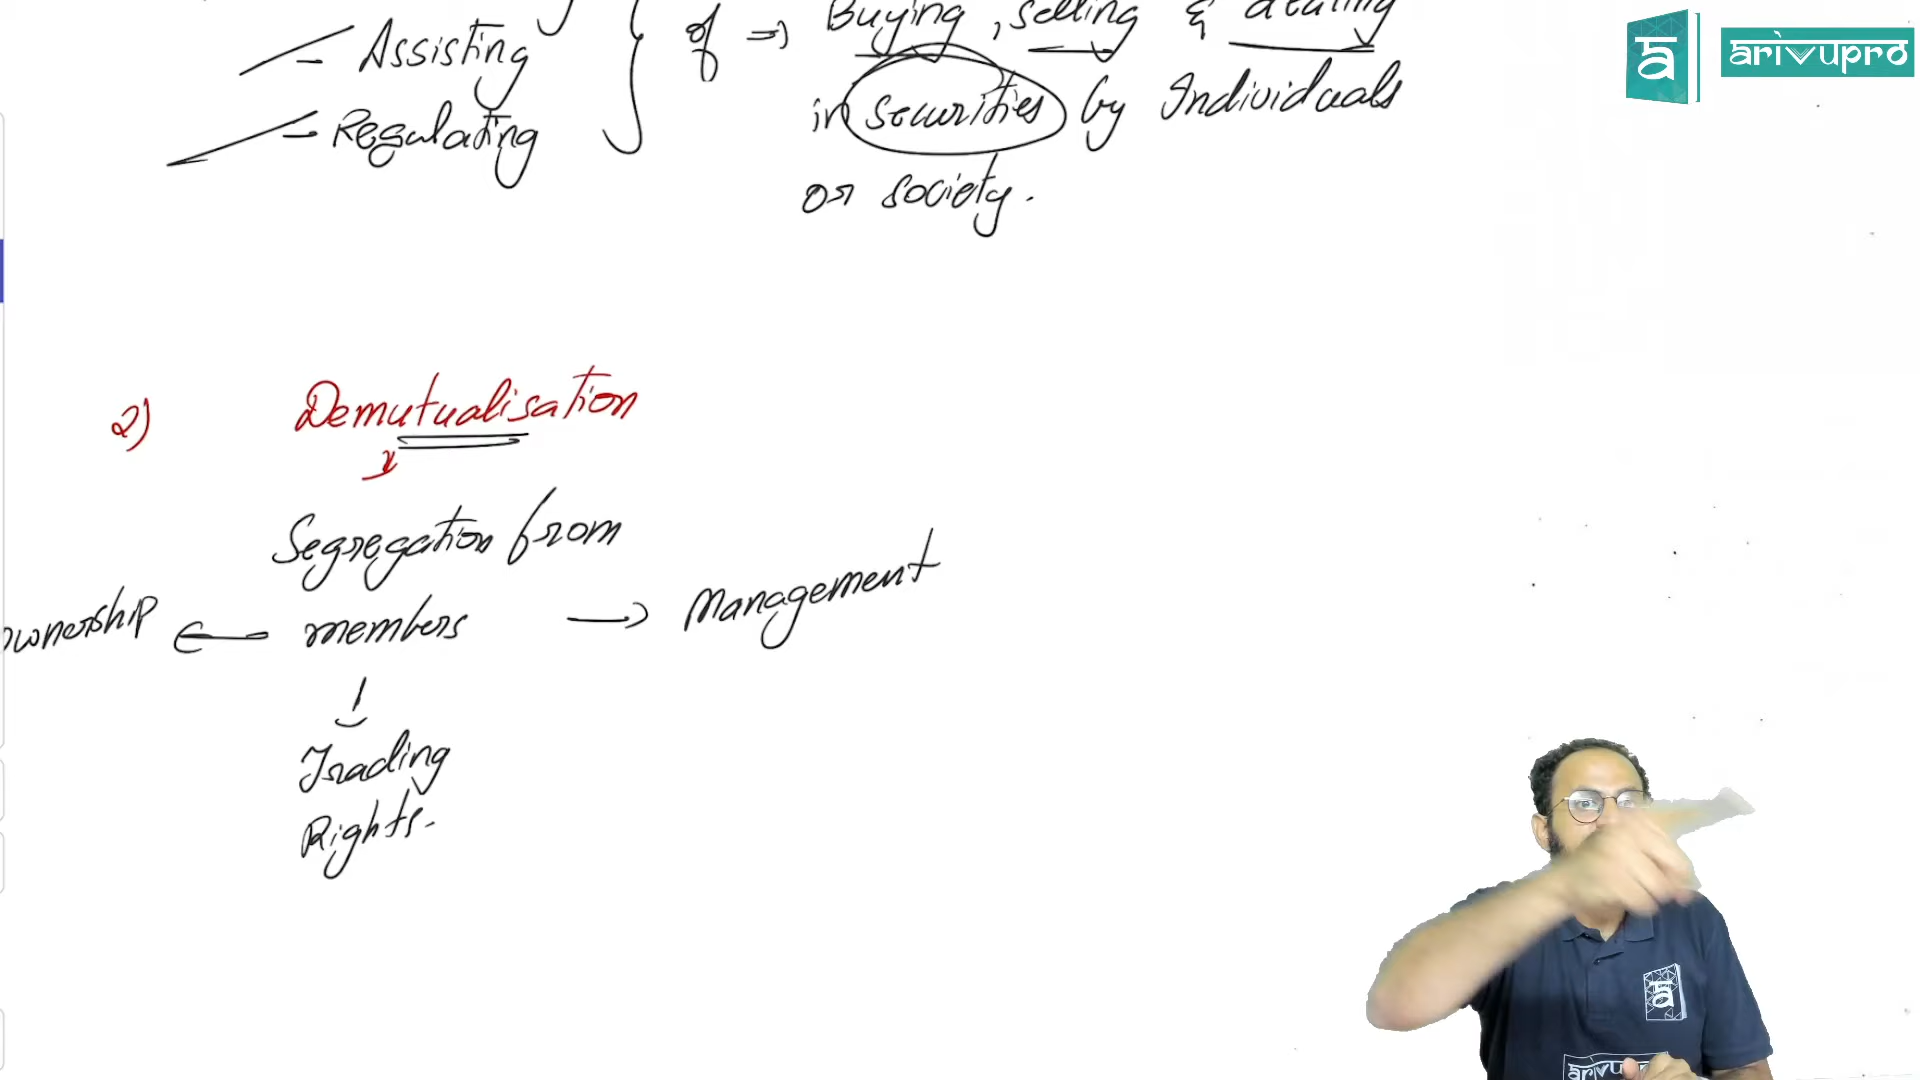 Buying, selling & dealing
- Assisting } of =>
in securities by Individuals
- Regulating
or society.
2) Demutualisation
Segregation from
ownership ← members → Management
Trading
Rights.
ā arivupro
ā